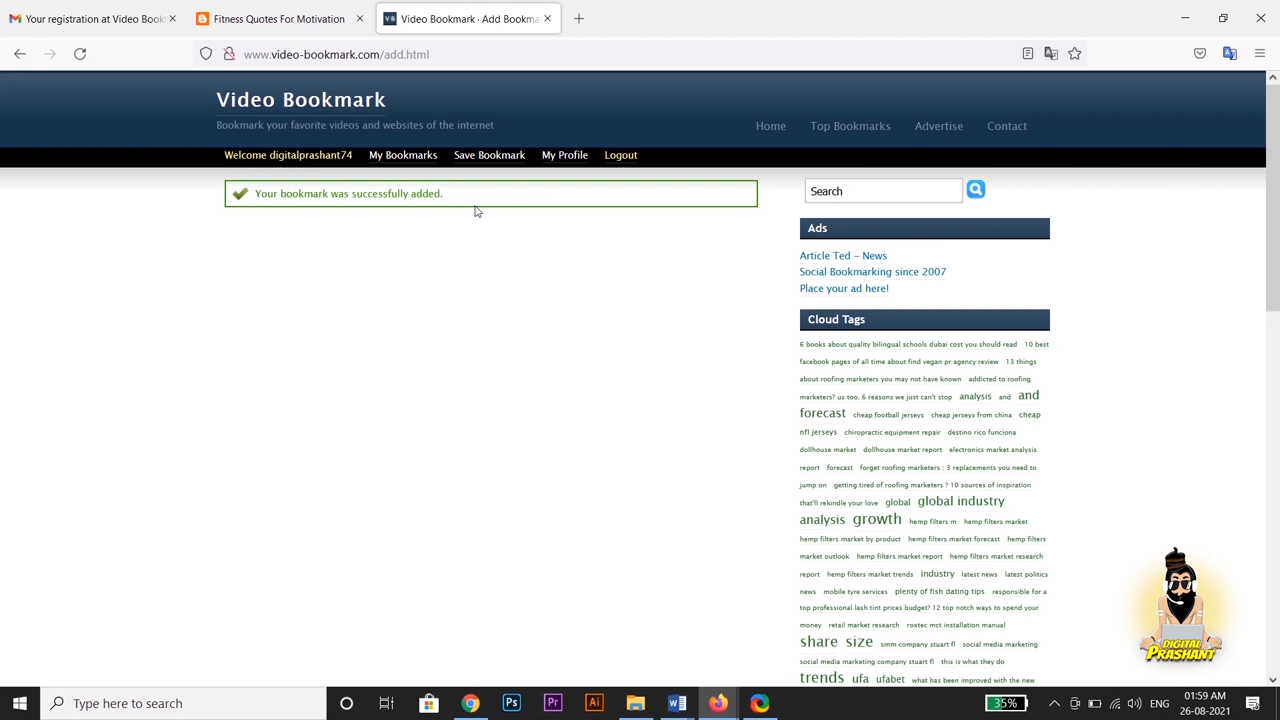 Your registration at Video Book
Fitness Quotes For Motivation
Video Bookmark · Add Bookma
www.video-bookmark.com/add.html
Video Bookmark
Bookmark your favorite videos and websites of the internet
Home Top Bookmarks Advertise Contact
Welcome digitalprashant74 My Bookmarks Save Bookmark My Profile Logout
Your bookmark was successfully added.
Search
Ads
Article Ted - News
Social Bookmarking since 2007
Place your ad here!
Cloud Tags
6 books about quality bilingual schools dubai cost you should read 10 best
facebook pages of all time about find vegan pr agency review 13 things
about roofing marketers you may not have known addicted to roofing
marketers? us too. 6 reasons we just can't stop analysis and and
forecast cheap football jerseys cheap jerseys from china cheap
nfl jerseys chiropractic equipment repair destino rico funciona
dollhouse market dollhouse market report electronics market analysis
report forecast forget roofing marketers : 3 replacements you need to
jump on getting tired of roofing marketers ? 10 sources of inspiration
that'll rekindle your love global global industry
analysis growth hemp filters m hemp filters market
hemp filters market by product hemp filters market forecast hemp filters
market outlook hemp filters market report hemp filters market research
report hemp filters market trends industry latest news latest politics
news mobile tyre services plenty of fish dating tips responsible for a
top professional lash tint prices budget? 12 top notch ways to spend your
money retail market research roxtec mct installation manual
share size smm company stuart fl social media marketing
social media marketing company stuart fl this is what they do
trends ufa ufabet what has been improved with the new
DIGITAL
PRASHANT
Type here to search
35%
01:59 AM
26-08-2021